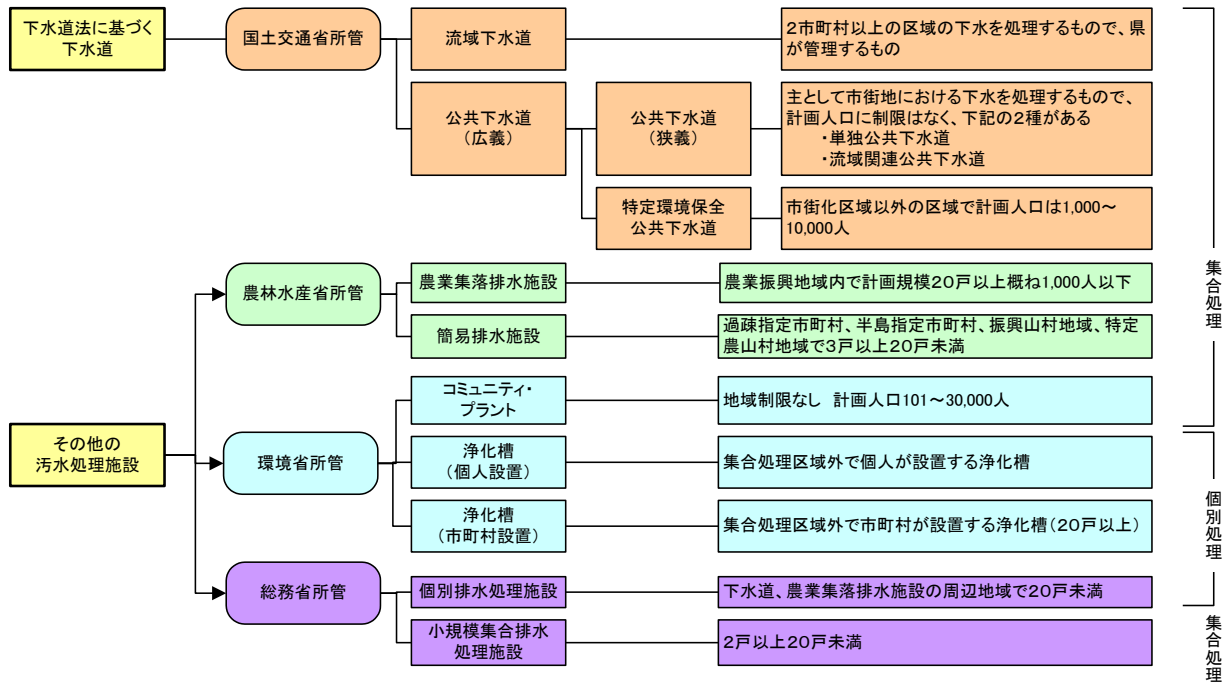 下水道法に基づく
下水道
国土交通省所管
流域下水道
2市町村以上の区域の下水を処理するもので、県
が管理するもの
公共下水道
(広義)
公共下水道
(狭義)
主として市街地における下水を処理するもので、
計画人口に制限はなく、下記の2種がある
・単独公共下水道
・流域関連公共下水道
特定環境保全
公共下水道
市街化区域以外の区域で計画人口は1,000～
10,000人
集合処理
農林水産省所管
農業集落排水施設
農業振興地域内で計画規模20戸以上概ね1,000人以下
簡易排水施設
過疎指定市町村、半島指定市町村、振興山村地域、特定
農山村地域で3戸以上20戸未満
その他の
汚水処理施設
環境省所管
コミュニティ・
プラント
地域制限なし 計画人口101～30,000人
浄化槽
(個人設置)
集合処理区域外で個人が設置する浄化槽
浄化槽
(市町村設置)
集合処理区域外で市町村が設置する浄化槽(20戸以上)
個別処理
総務省所管
個別排水処理施設
下水道、農業集落排水施設の周辺地域で20戸未満
小規模集合排水
処理施設
2戸以上20戸未満
集合処理